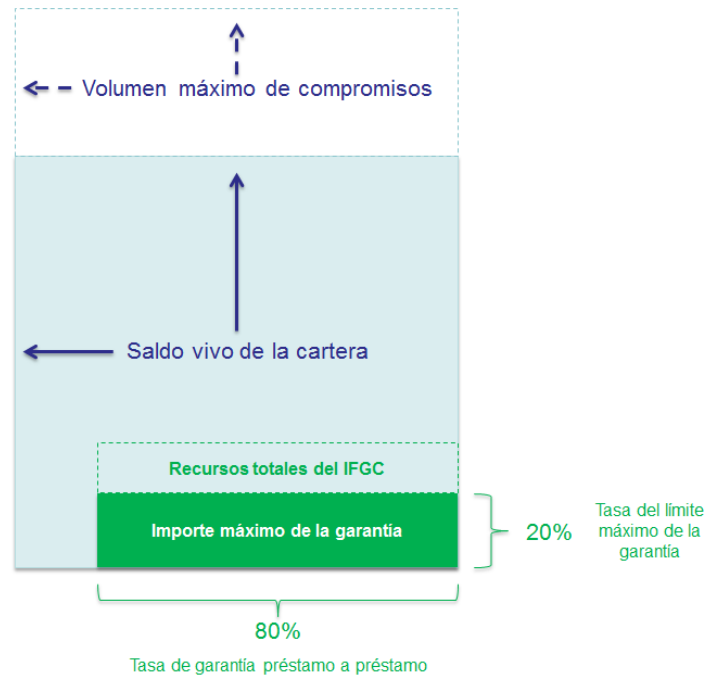 Volumen máximo de compromisos
Saldo vivo de la cartera
Recursos totales del IFGC
Importe máximo de la garantía
20%
Tasa del límite
máximo de la
garantía
80%
Tasa de garantía préstamo a préstamo